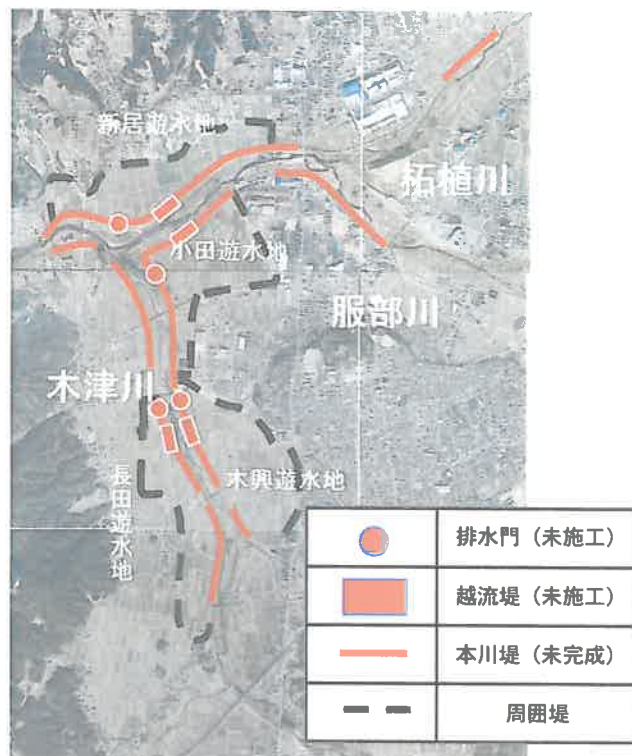 新居遊水地
柘植川
小田遊水地
服部川
木津川
木興遊水地
長田遊水地
排水門（未施工）
越流堤（未施工）
本川堤（未完成）
周囲堤